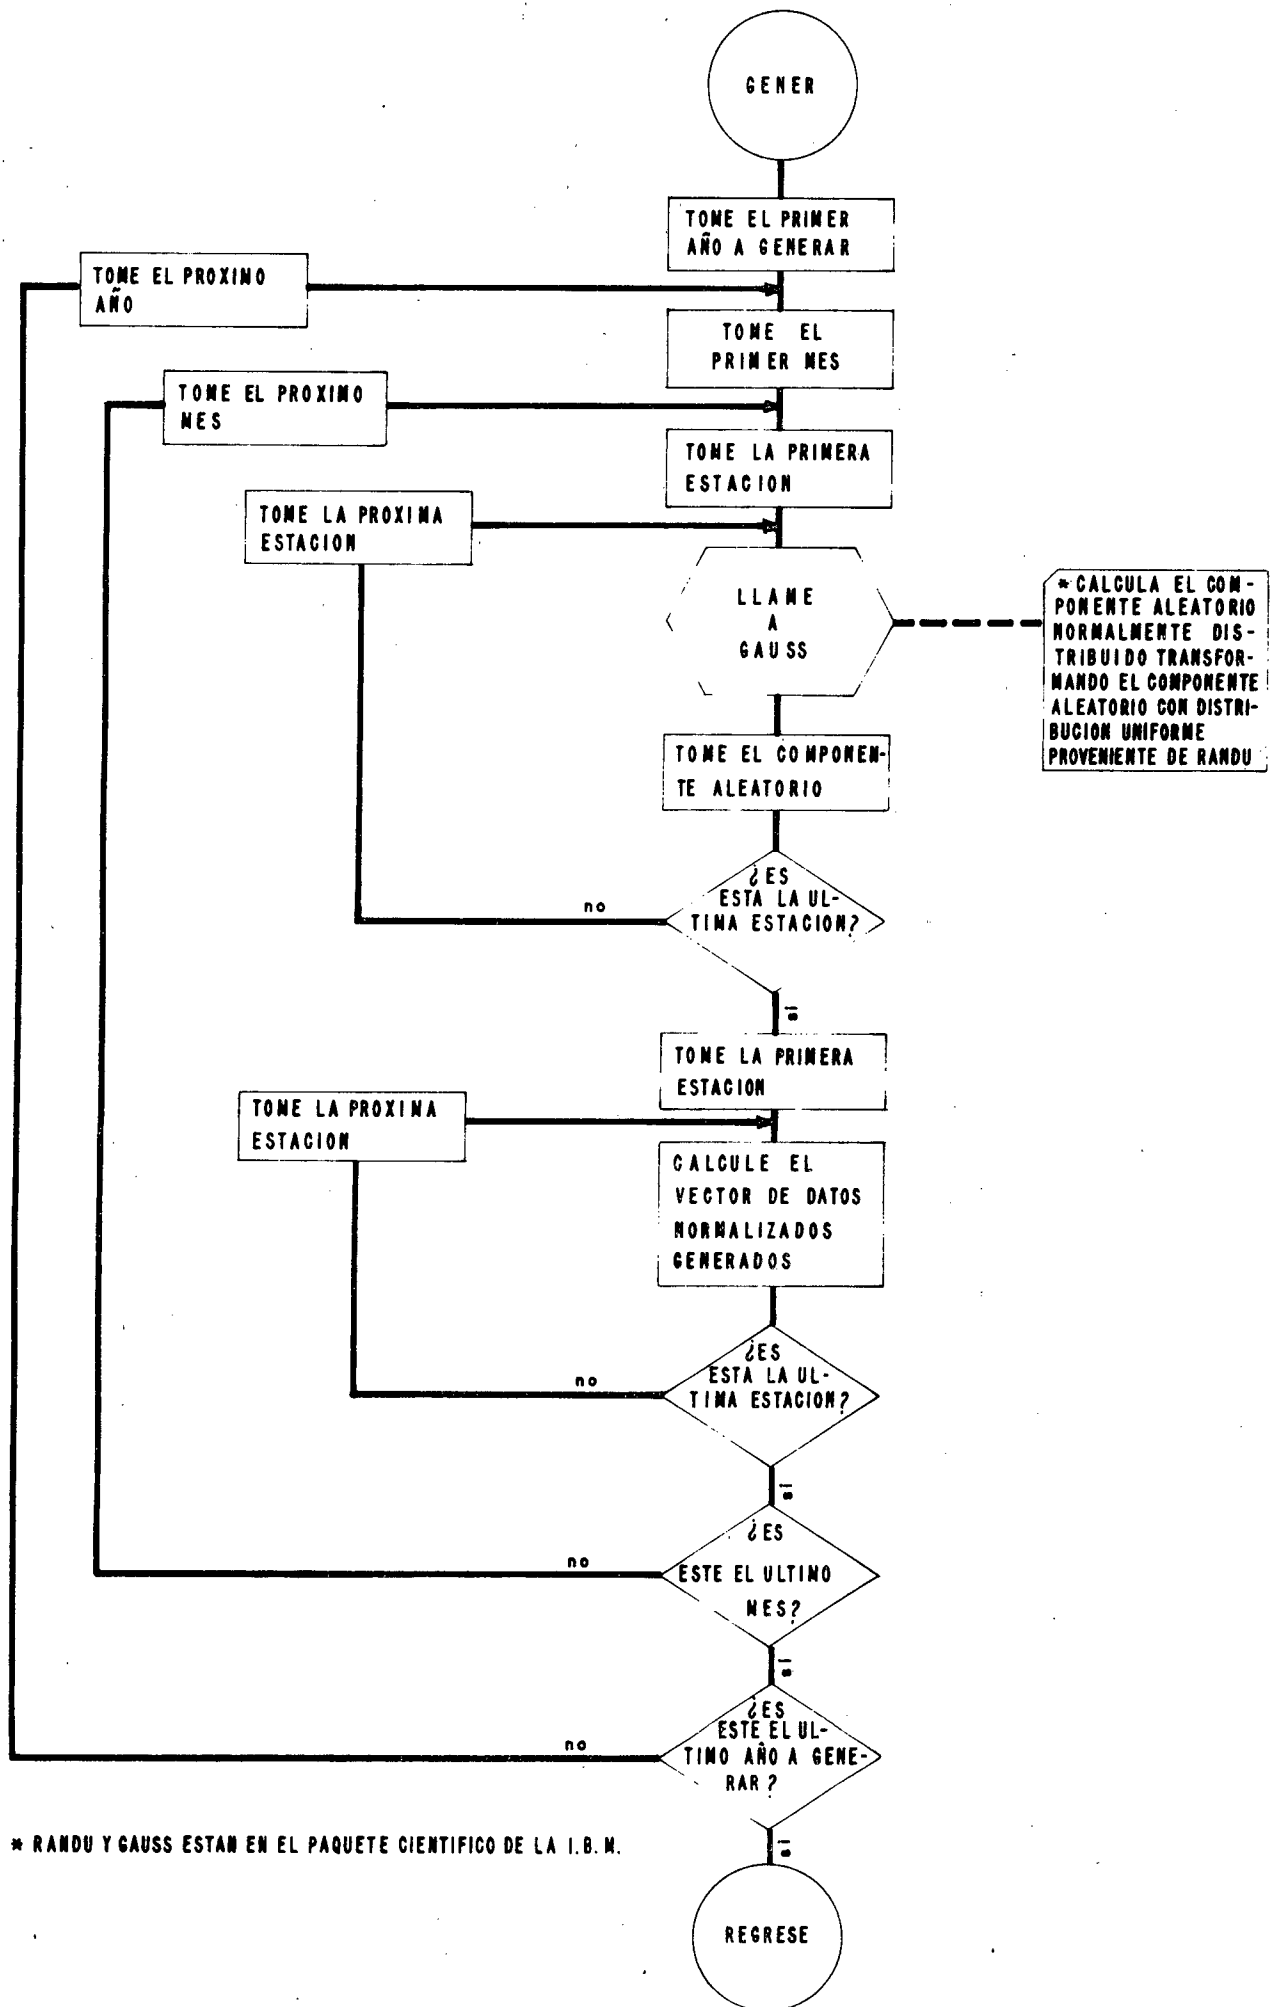 GENER
TOME EL PRIMER
AÑO A GENERAR
TOME EL PROXIMO
AÑO
TOME EL
PRIMER MES
TOME EL PROXIMO
MES
TOME LA PRIMERA
ESTACION
TOME LA PROXIMA
ESTACION
LLAME
A
GAUSS
* CALCULA EL COM-
PONENTE ALEATORIO
NORMALMENTE DIS-
TRIBUIDO TRANSFOR-
MANDO EL COMPONENTE
ALEATORIO CON DISTRI-
BUCION UNIFORME
PROVENIENTE DE RANDU
TOME EL COMPONEN-
TE ALEATORIO
¿ES
ESTA LA UL-
TIMA ESTACION?
no
si
TOME LA PRIMERA
ESTACION
TOME LA PROXIMA
ESTACION
CALCULE EL
VECTOR DE DATOS
NORMALIZADOS
GENERADOS
¿ES
ESTA LA UL-
TIMA ESTACION?
no
si
¿ES
ESTE EL ULTIMO
MES?
no
si
¿ES
ESTE EL UL-
TIMO AÑO A GENE-
RAR?
no
si
* RANDU Y GAUSS ESTAN EN EL PAQUETE CIENTIFICO DE LA I.B.M.
REGRESE